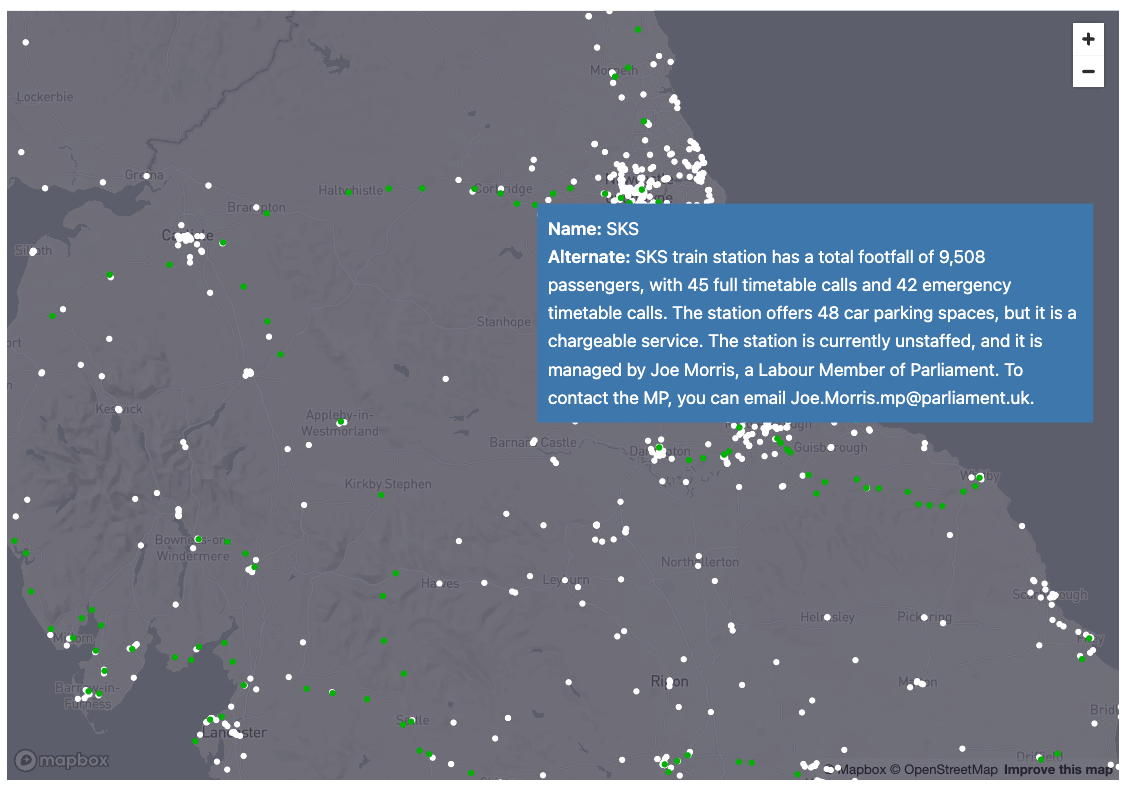 +
−
Morpeth
Lockerbie
Gretna
Haltwhistle
Corbridge
Newcastle
Brampton
Carlisle
Silloth
Name: SKS
Alternate: SKS train station has a total footfall of 9,508
passengers, with 45 full timetable calls and 42 emergency
timetable calls. The station offers 48 car parking spaces, but it is a
chargeable service. The station is currently unstaffed, and it is
managed by Joe Morris, a Labour Member of Parliament. To
contact the MP, you can email Joe.Morris.mp@parliament.uk.
Stanhope
ort
Keswick
Appleby-in-
Westmorland
Barnard Castle
Darlington
Guisborough
Whitby
Kirkby Stephen
Bowness-on-
Windermere
Hawes
Leyburn
Northallerton
Scarborough
Helmsley
Pickering
Millom
Filey
Barrow-in-
Furness
Ripon
Malton
Settle
Lancaster
Brid
Driffield
mapbox
© Mapbox © OpenStreetMap Improve this map